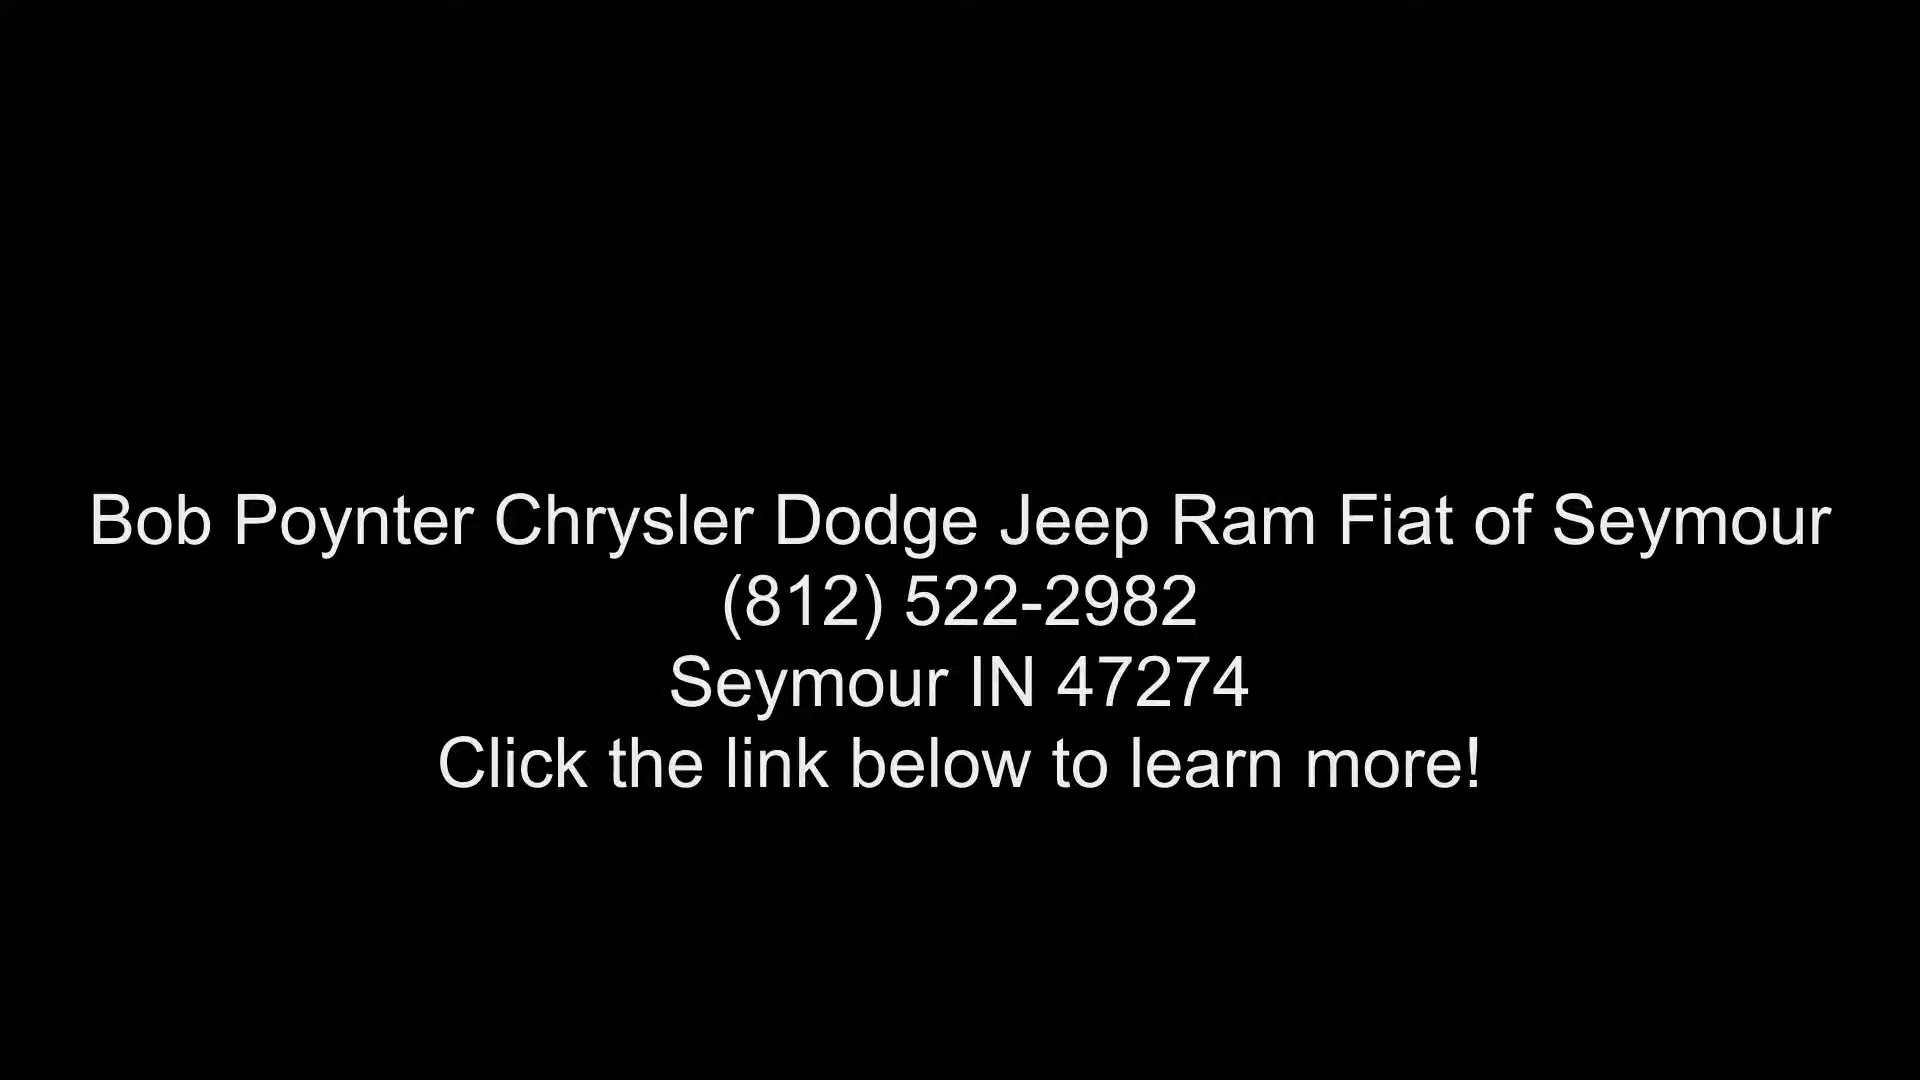 Bob Poynter Chrysler Dodge Jeep Ram Fiat of Seymour
(812) 522-2982
Seymour IN 47274
Click the link below to learn more!